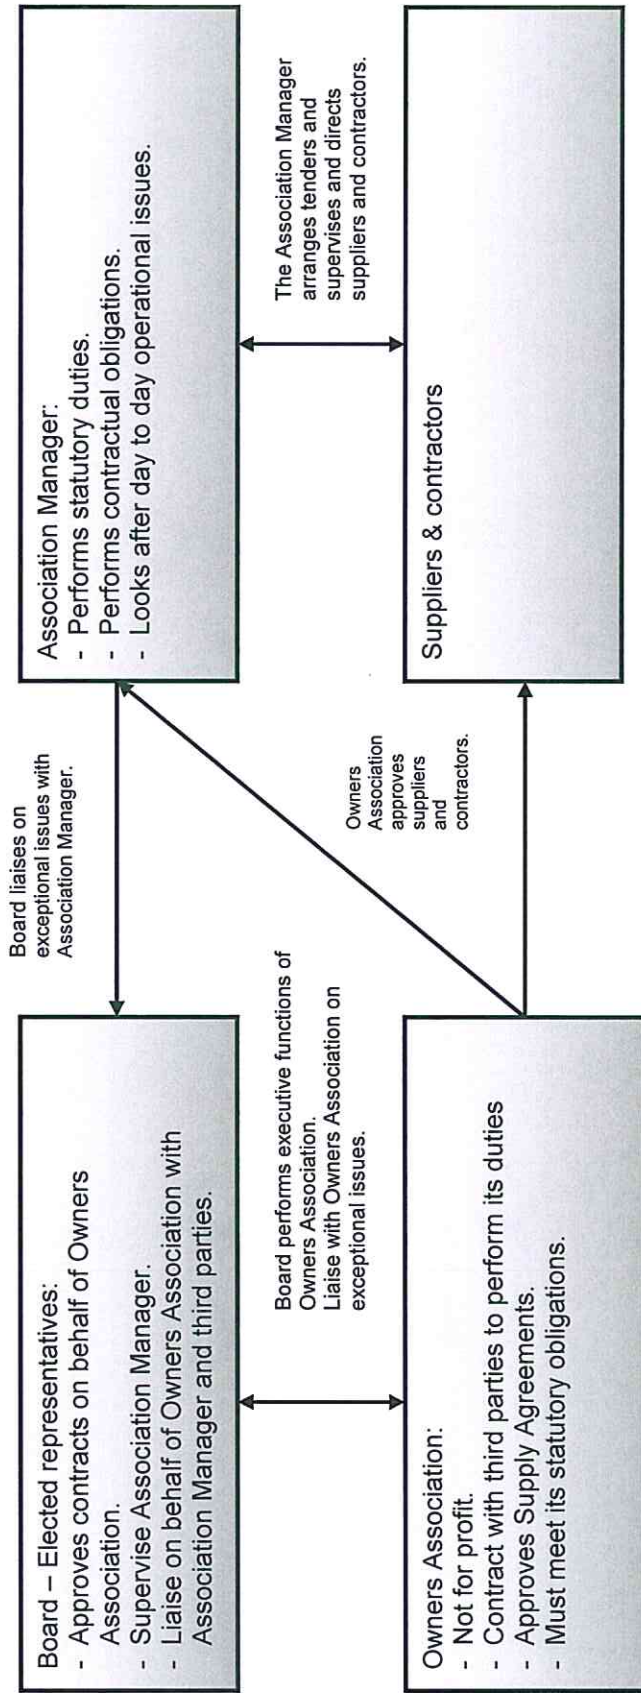 Board – Elected representatives:
- Approves contracts on behalf of Owners
Association.
- Supervise Association Manager.
- Liaise on behalf of Owners Association with
Association Manager and third parties.
Board liaises on
exceptional issues with
Association Manager.
Association Manager:
- Performs statutory duties.
- Performs contractual obligations.
- Looks after day to day operational issues.
Board performs executive functions of
Owners Association.
Liaise with Owners Association on
exceptional issues.
Owners
Association
approves
suppliers
and
contractors.
The Association Manager
arranges tenders and
supervises and directs
suppliers and contractors.
Owners Association:
- Not for profit.
- Contract with third parties to perform its duties
- Approves Supply Agreements.
- Must meet its statutory obligations.
Suppliers & contractors